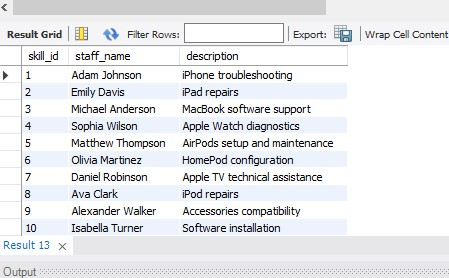 Result Grid Filter Rows: Export: Wrap Cell Content
skill_id staff_name description
1 Adam Johnson iPhone troubleshooting
2 Emily Davis iPad repairs
3 Michael Anderson MacBook software support
4 Sophia Wilson Apple Watch diagnostics
5 Matthew Thompson AirPods setup and maintenance
6 Olivia Martinez HomePod configuration
7 Daniel Robinson Apple TV technical assistance
8 Ava Clark iPod repairs
9 Alexander Walker Accessories compatibility
10 Isabella Turner Software installation
Result 13
Output